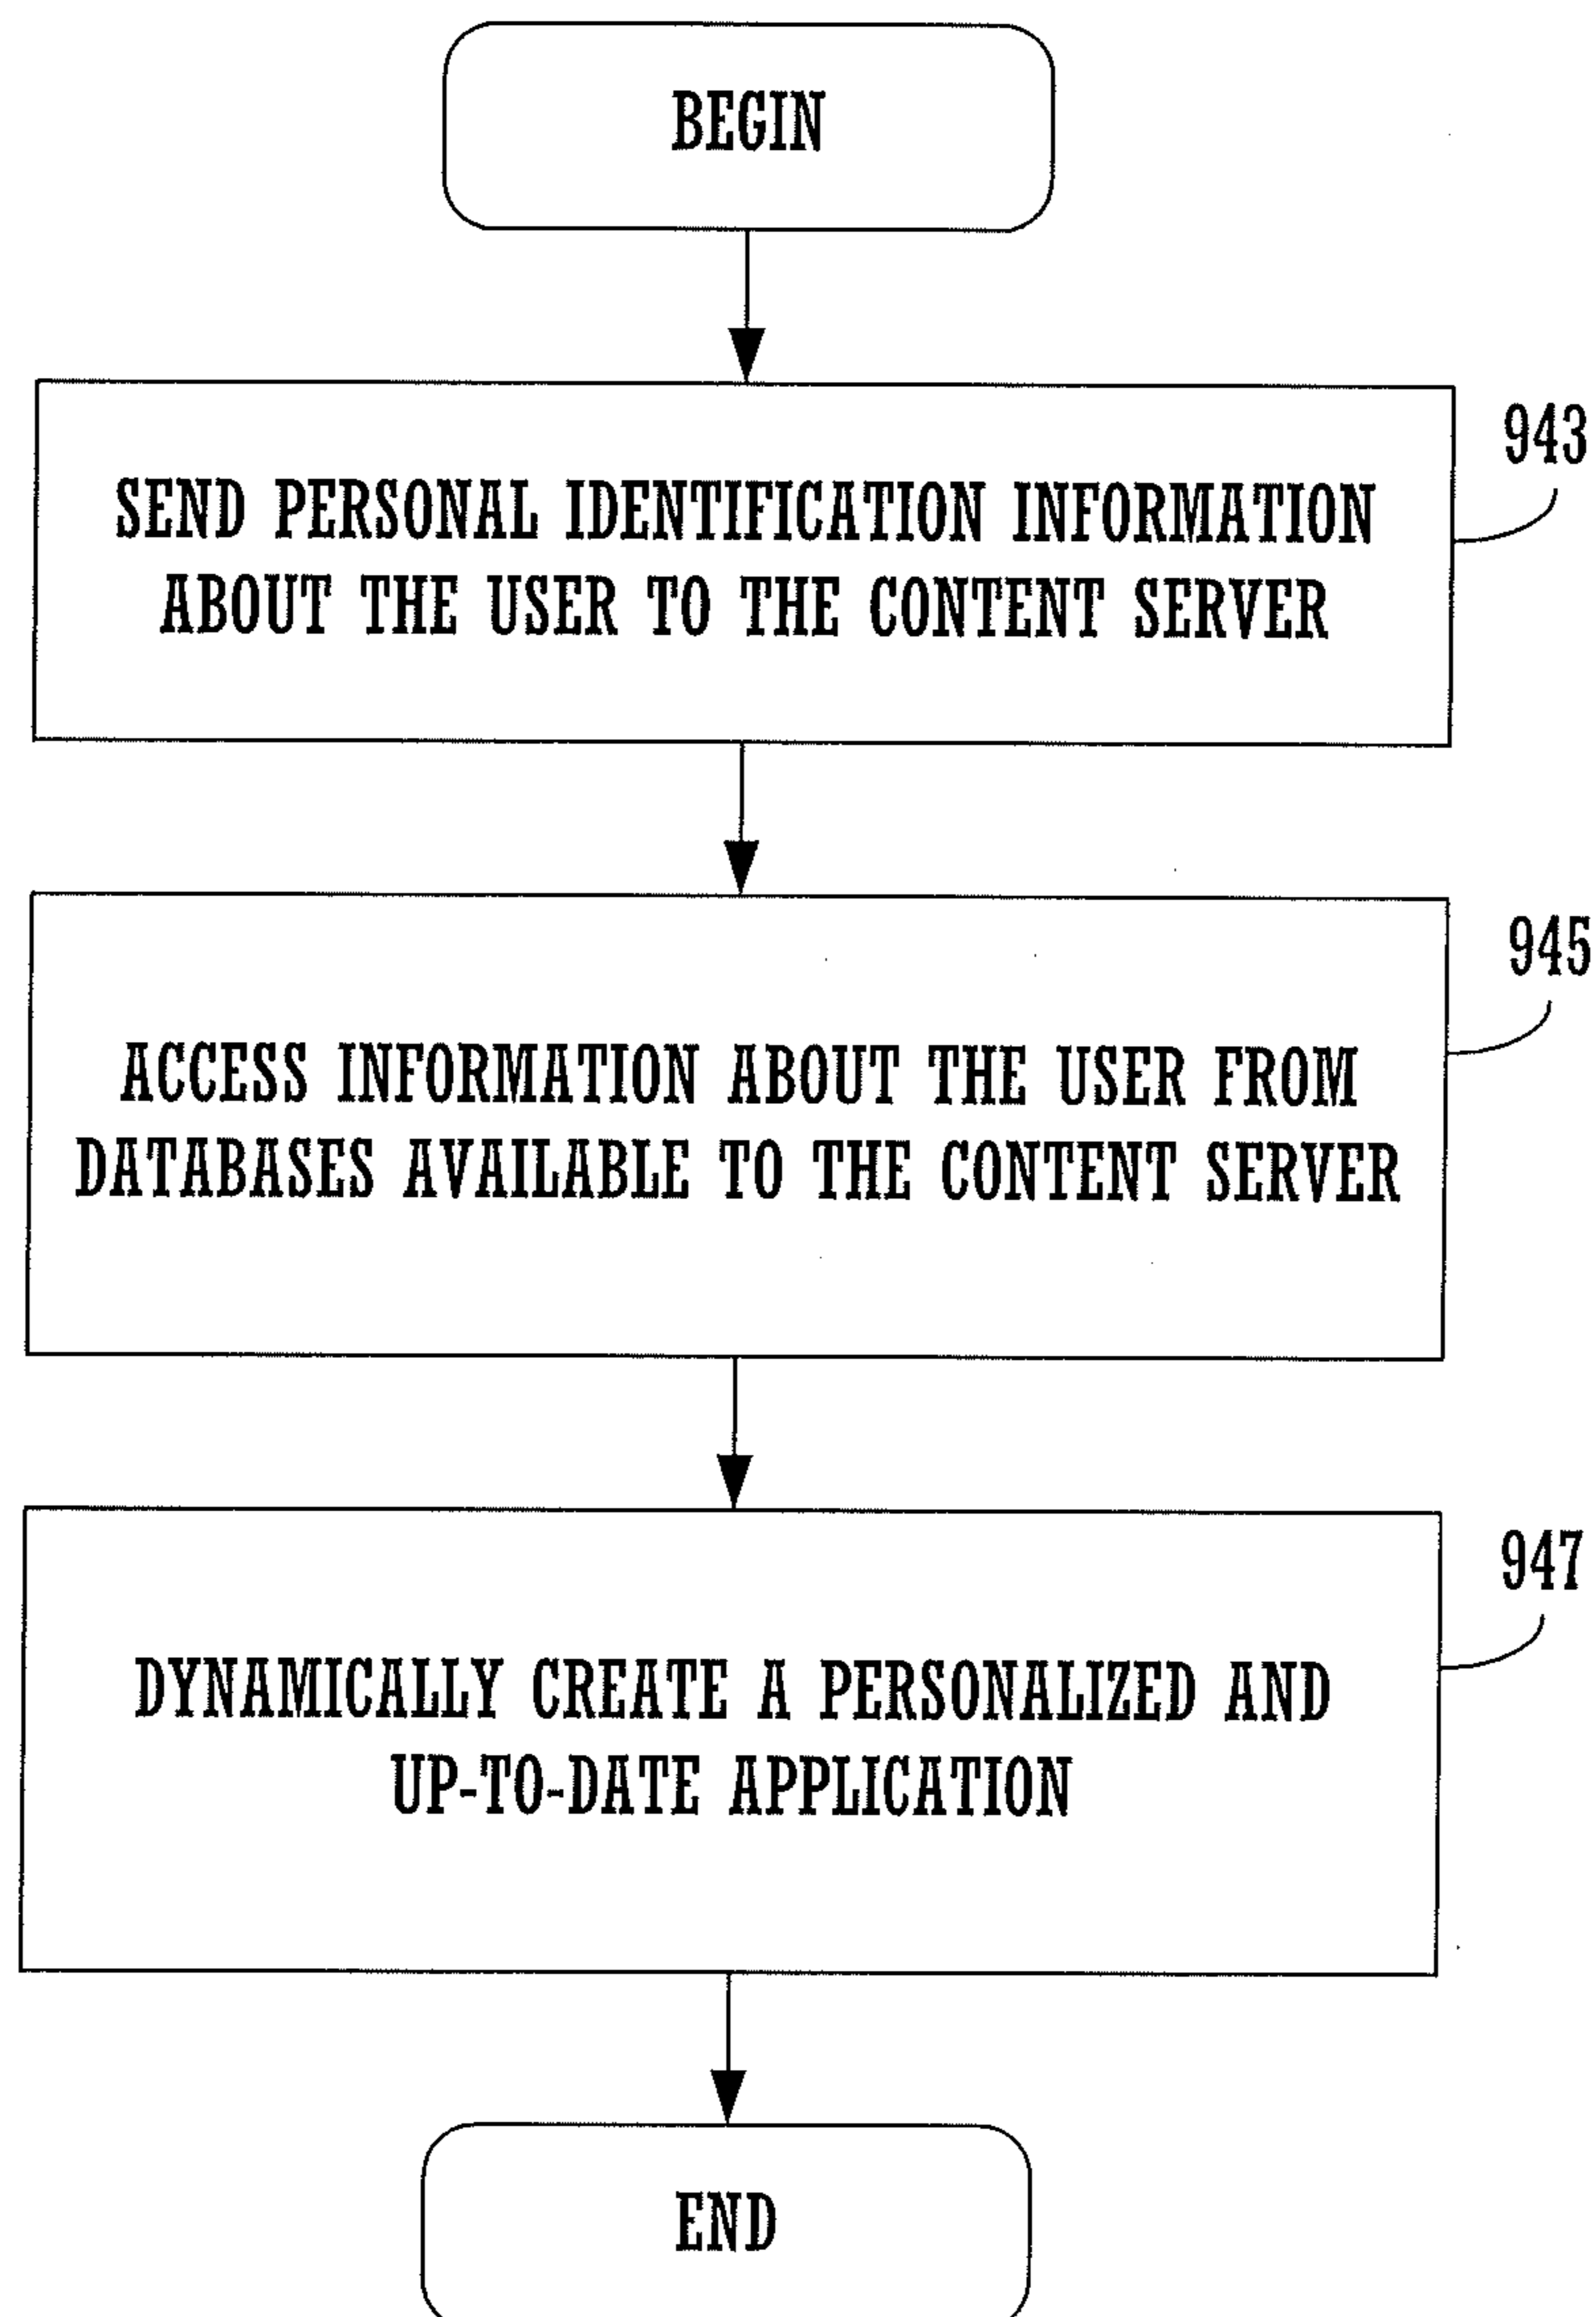 BEGIN
943
SEND PERSONAL IDENTIFICATION INFORMATION
ABOUT THE USER TO THE CONTENT SERVER
945
ACCESS INFORMATION ABOUT THE USER FROM
DATABASES AVAILABLE TO THE CONTENT SERVER
947
DYNAMICALLY CREATE A PERSONALIZED AND
UP-TO-DATE APPLICATION
END